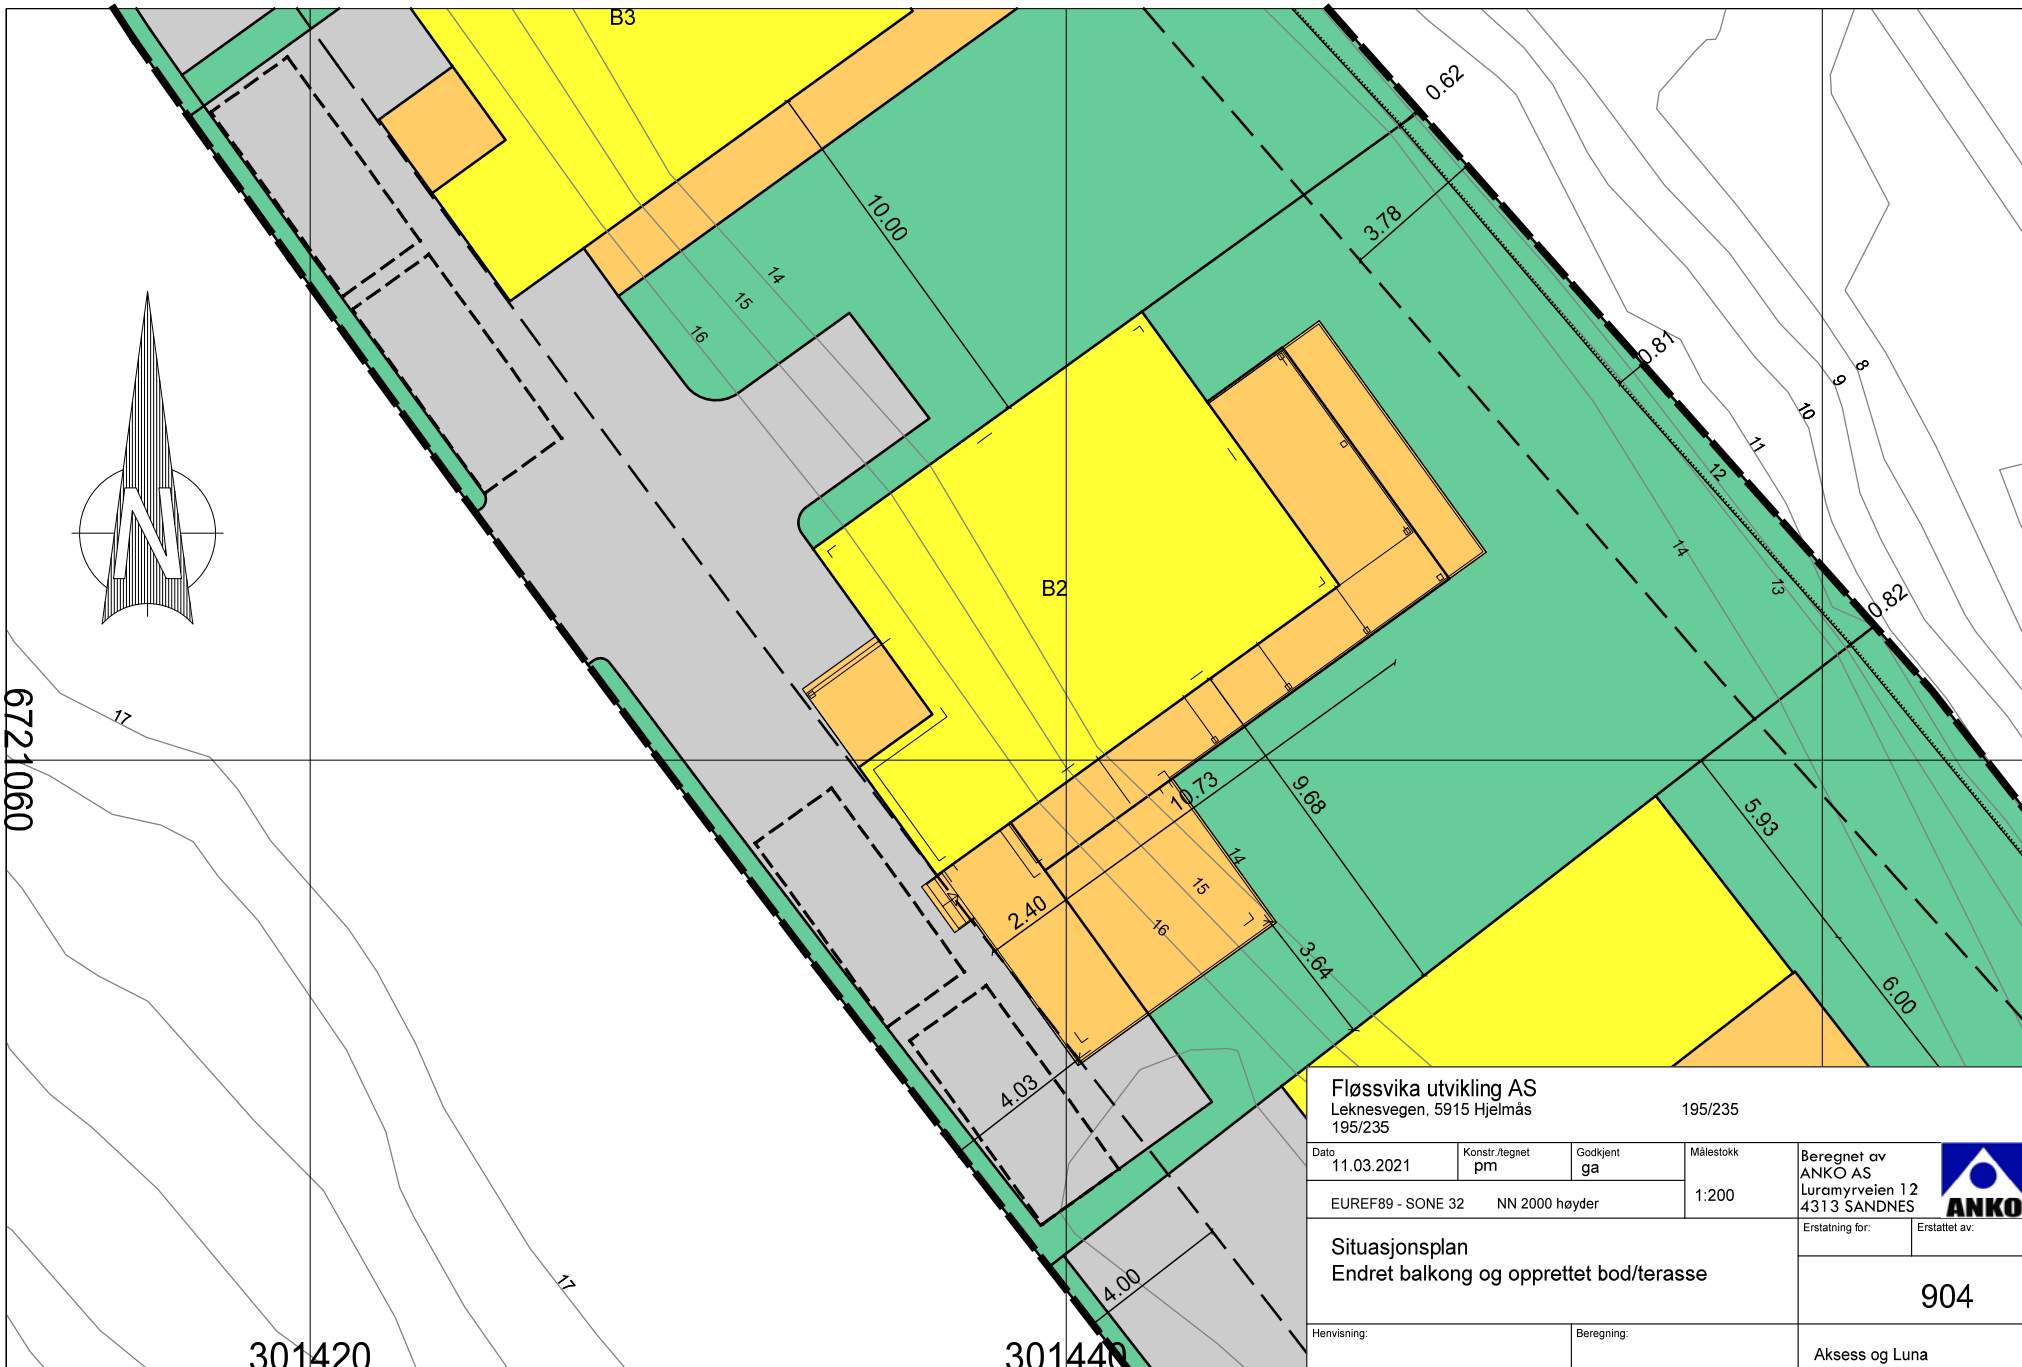 B3
0.62
10.00
3.78
14
15
16
0.81
8
9
10
11
12
14
13
0.82
N
B2
6721060
17
10.73
9.68
5.93
14
15
16
2.40
3.64
6.00
4.03
4.00
17
301420
301440
Fløssvika utvikling AS
Leknesvegen, 5915 Hjelmås
195/235
195/235
Dato
11.03.2021
Konstr./tegnet
pm
Godkjent
ga
Målestokk
1:200
EUREF89 - SONE 32
NN 2000 høyder
Beregnet av
ANKO AS
Luramyrveien 12
4313 SANDNES
ANKO
Situasjonsplan
Endret balkong og opprettet bod/terasse
Erstatning for:
Erstattet av:
904
Henvisning:
Beregning:
Aksess og Luna